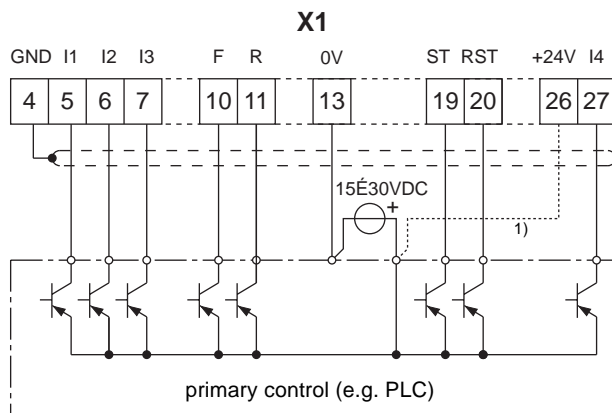 X1
GND I1 I2 I3 F R 0V ST RST +24V I4
4 5 6 7 10 11 13 19 20 26 27
15É30VDC
+
1)
primary control (e.g. PLC)